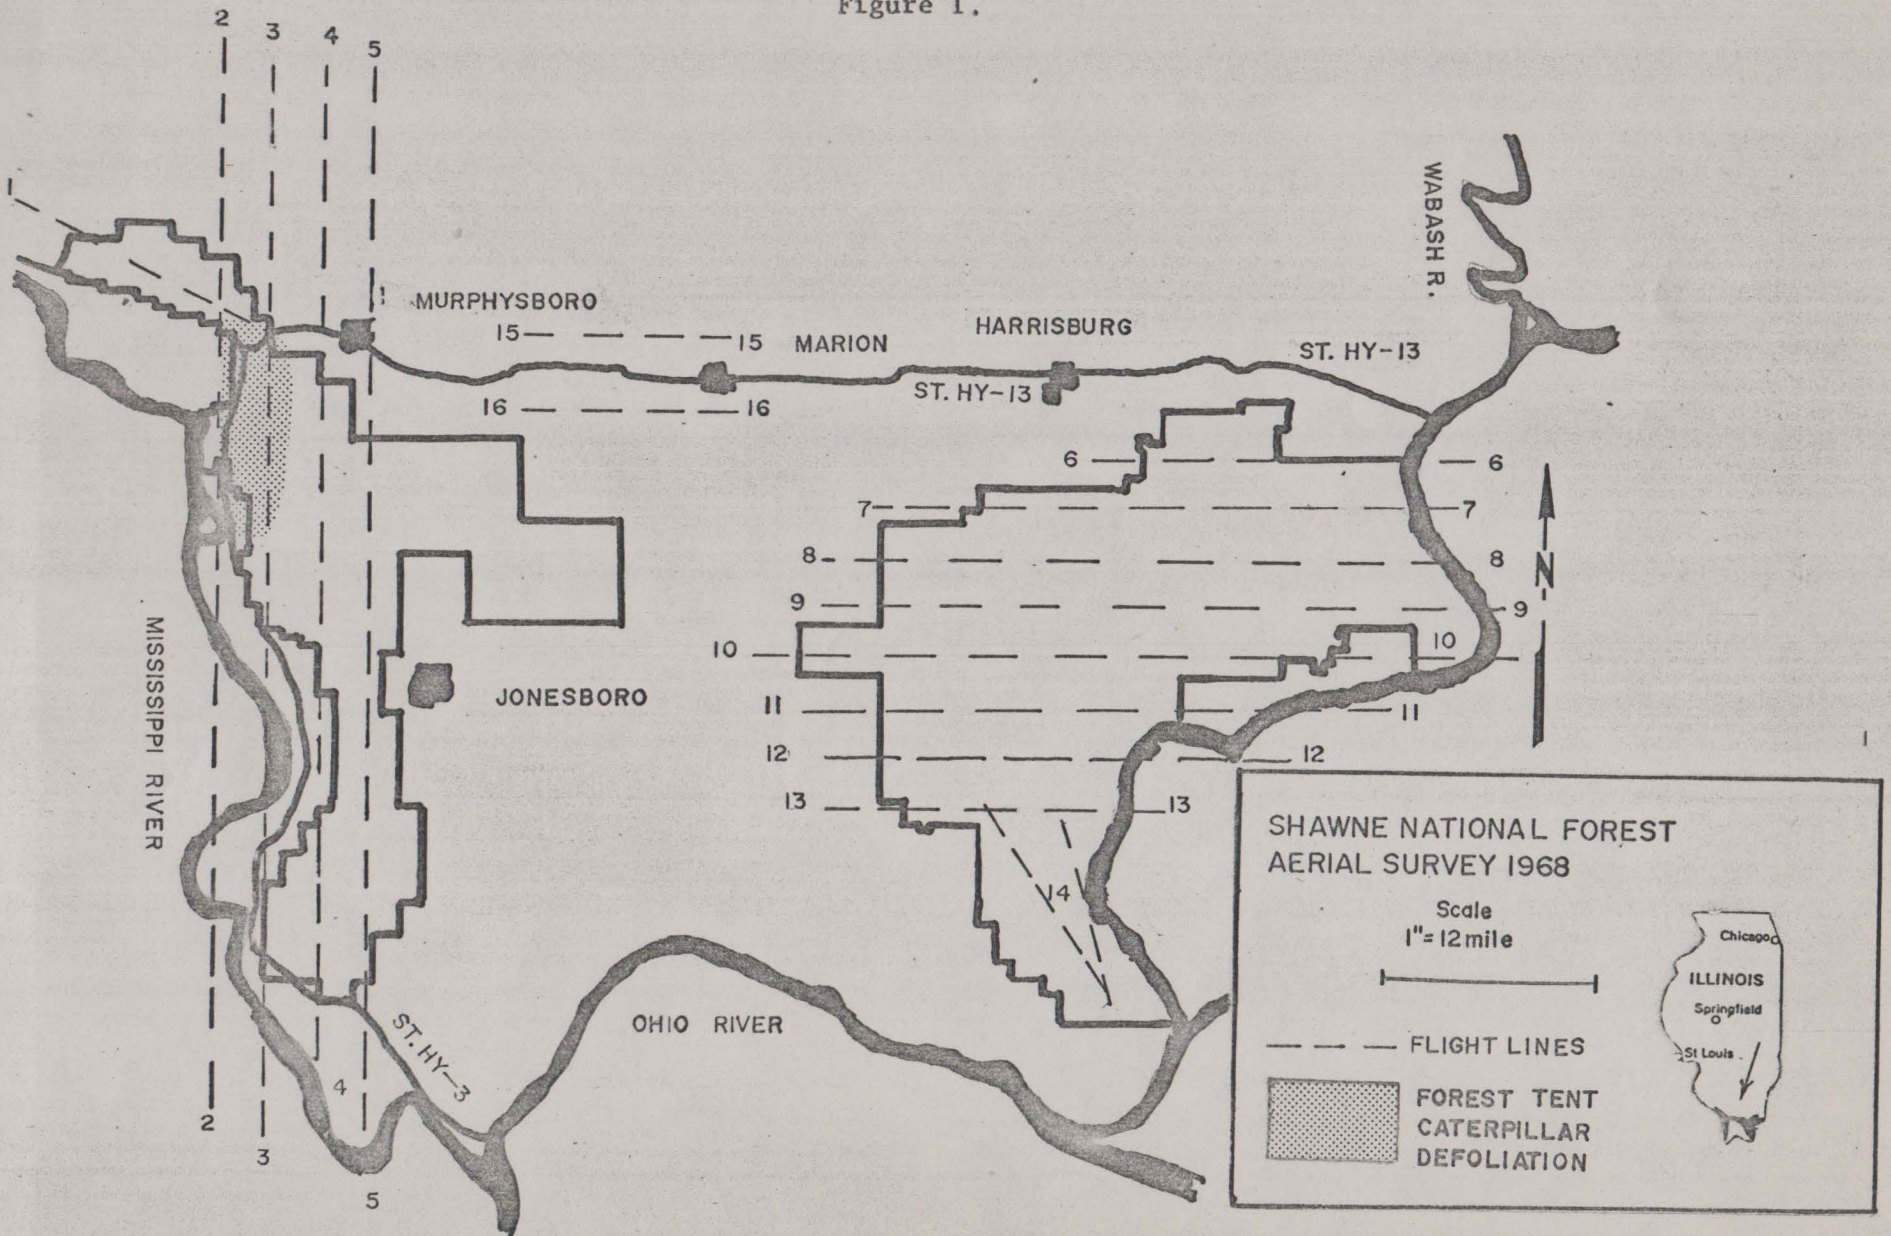 Figure 1.
2
3
4
5
1
MURPHYSBORO
15
15
MARION
HARRISBURG
ST. HY-13
WABASH R.
16
16
ST. HY-13
6
6
7
7
8
8
9
9
10
10
N
MISSISSIPPI RIVER
JONESBORO
11
11
12
12
13
13
14
ST. HY-3
OHIO RIVER
2
3
4
5
SHAWNE NATIONAL FOREST
AERIAL SURVEY 1968
Scale
1"= 12 mile
FLIGHT LINES
FOREST TENT
CATERPILLAR
DEFOLIATION
Chicago
ILLINOIS
Springfield
St Louis